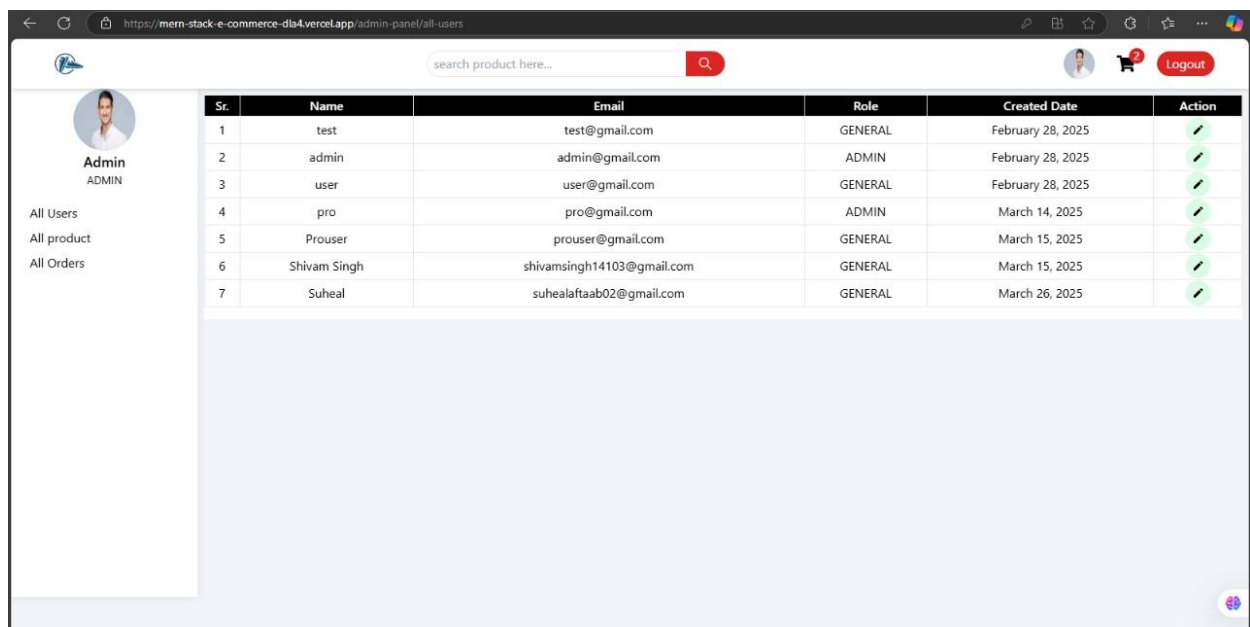 https://mern-stack-e-commerce-dla4.vercel.app/admin-panel/all-users
search product here...
2
Logout
Admin
ADMIN
All Users
All product
All Orders
Sr. Name Email Role Created Date Action
1 test test@gmail.com GENERAL February 28, 2025
2 admin admin@gmail.com ADMIN February 28, 2025
3 user user@gmail.com GENERAL February 28, 2025
4 pro pro@gmail.com ADMIN March 14, 2025
5 Prouser prouser@gmail.com GENERAL March 15, 2025
6 Shivam Singh shivamsingh14103@gmail.com GENERAL March 15, 2025
7 Suheal suhealaftaab02@gmail.com GENERAL March 26, 2025